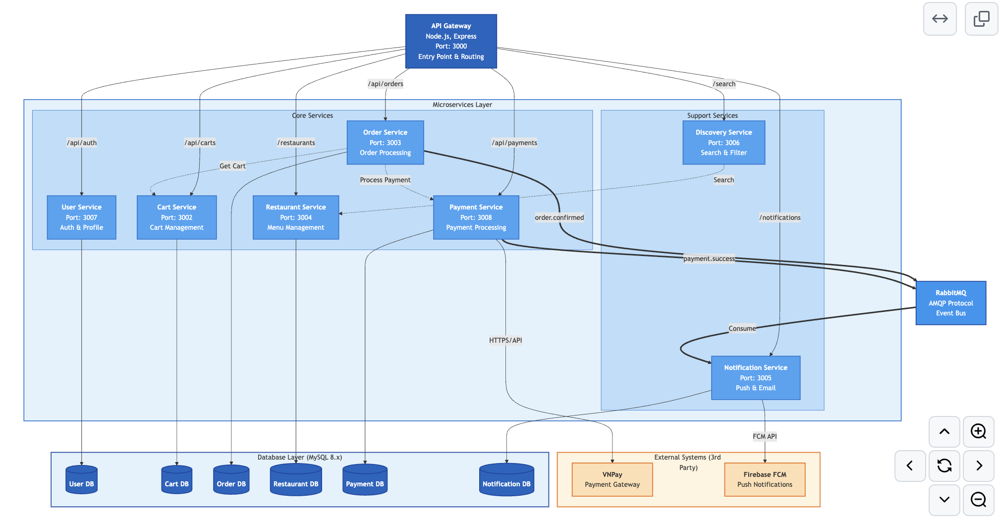 API Gateway
Node.js, Express
Port: 3000
Entry Point & Routing
/api/orders
/search
Microservices Layer
Core Services
Support Services
Order Service
Port: 3003
Order Processing
Discovery Service
Port: 3006
Search & Filter
/api/auth
/api/carts
/restaurants
/api/payments
Get Cart
Process Payment
Search
User Service
Port: 3007
Auth & Profile
Cart Service
Port: 3002
Cart Management
Restaurant Service
Port: 3004
Menu Management
Payment Service
Port: 3008
Payment Processing
order.confirmed
/notifications
payment.success
RabbitMQ
AMQP Protocol
Event Bus
Consume
HTTPS/API
Notification Service
Port: 3005
Push & Email
FCM API
Database Layer (MySQL 8.x)
User DB
Cart DB
Order DB
Restaurant DB
Payment DB
Notification DB
External Systems (3rd
Party)
VNPay
Payment Gateway
Firebase FCM
Push Notifications